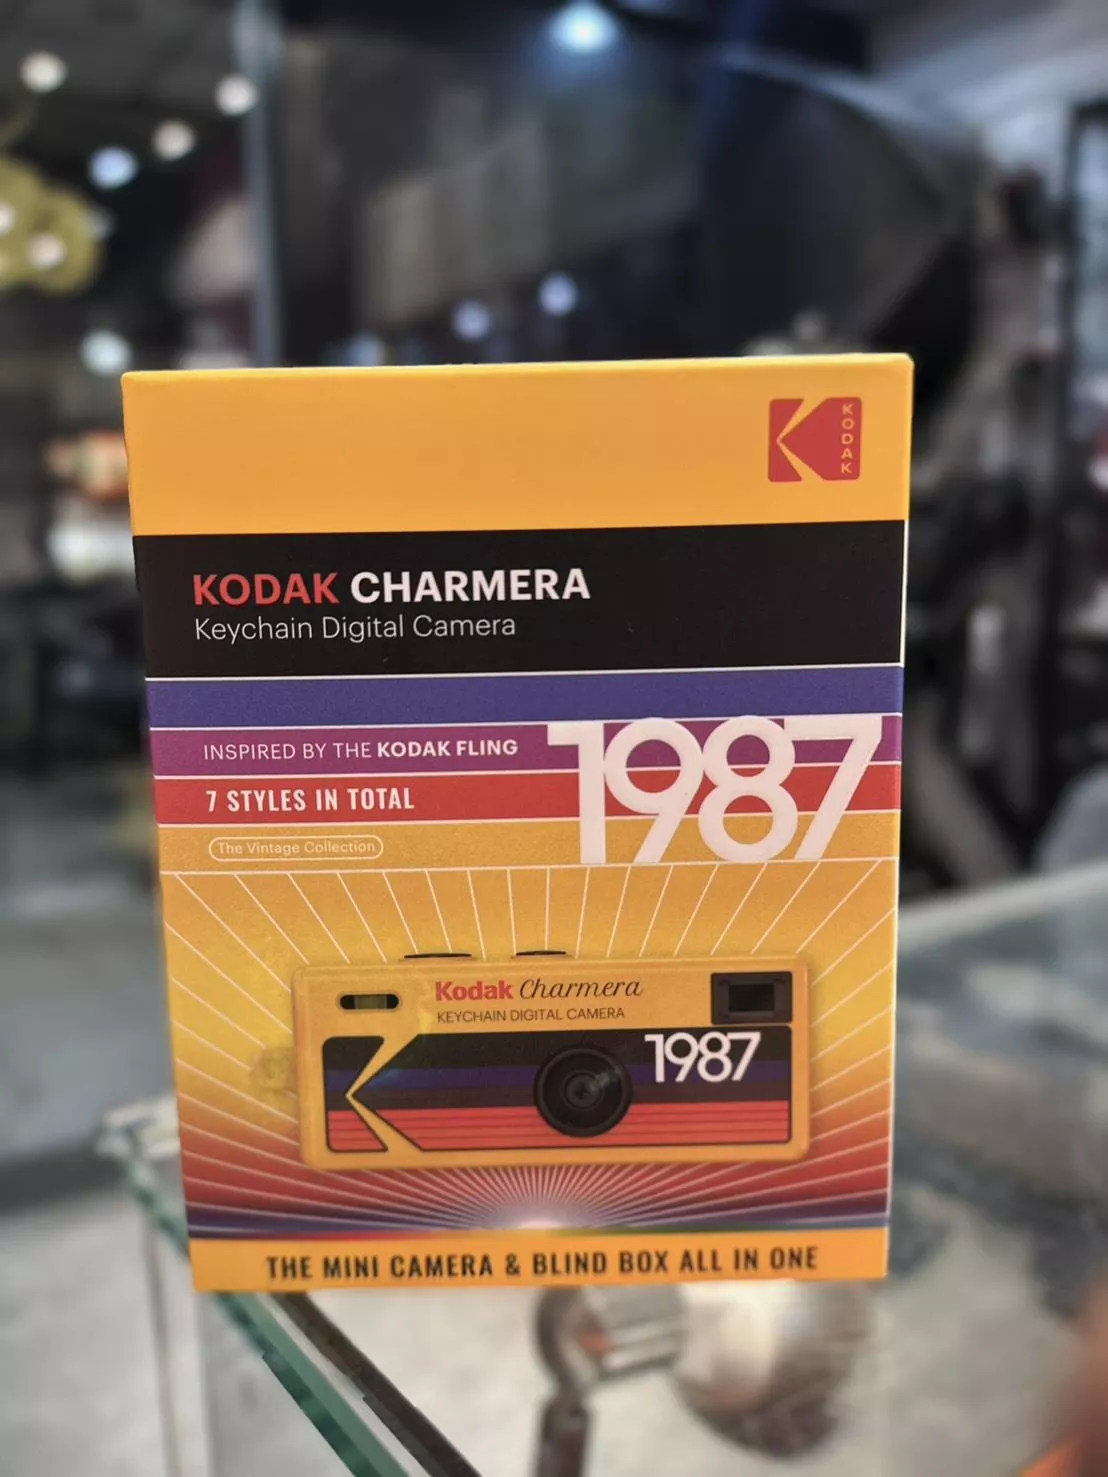 KODAK
KODAK CHARMERA
Keychain Digital Camera
INSPIRED BY THE KODAK FLING
1987
7 STYLES IN TOTAL
The Vintage Collection
Kodak Charmera
KEYCHAIN DIGITAL CAMERA
1987
THE MINI CAMERA & BLIND BOX ALL IN ONE